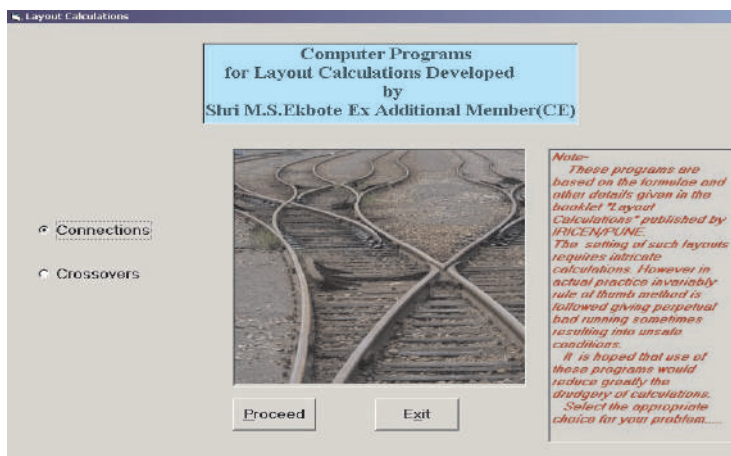 Layout Calculations
Computer Programs
for Layout Calculations Developed
by
Shri M.S.Ekbote Ex Additional Member(CE)
Connections
Crossovers
Proceed
Exit
Note-
These programs are
based on the formulae and
other details given in the
booklet "Layout
Calculations" published by
IRICEN/PUNE.
The setting of such layouts
requires intricate
calculations. However in
actual practice invariably
rule of thumb method is
followed giving perpetual
bad running sometimes
resulting into unsafe
conditions.
It is hoped that use of
these programs would
reduce greatly the
drudgery of calculations.
Select the appropriate
choice for your problem.....